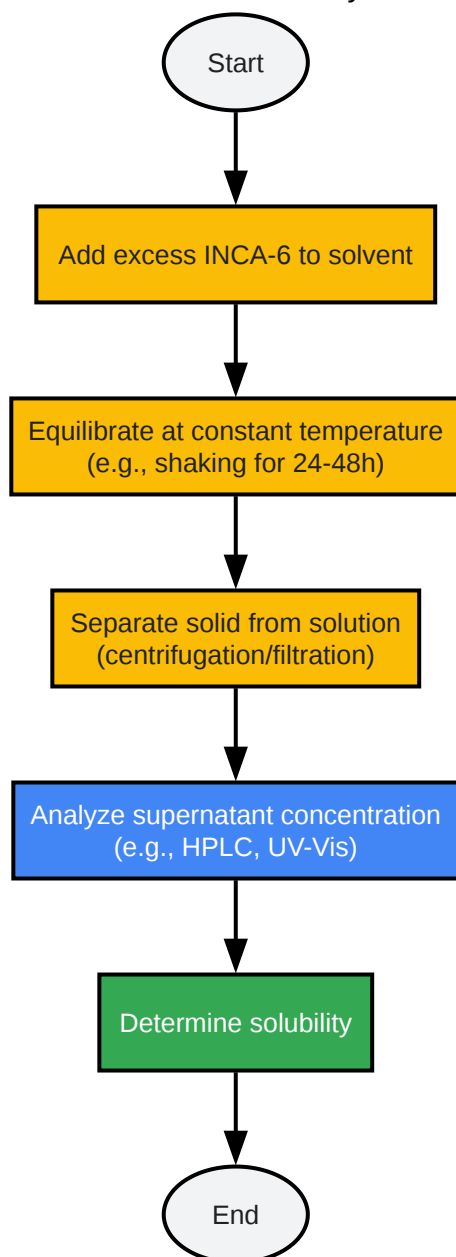 Start
Add excess INCA-6 to solvent
Equilibrate at constant temperature
(e.g., shaking for 24-48h)
Separate solid from solution
(centrifugation/filtration)
Analyze supernatant concentration
(e.g., HPLC, UV-Vis)
Determine solubility
End